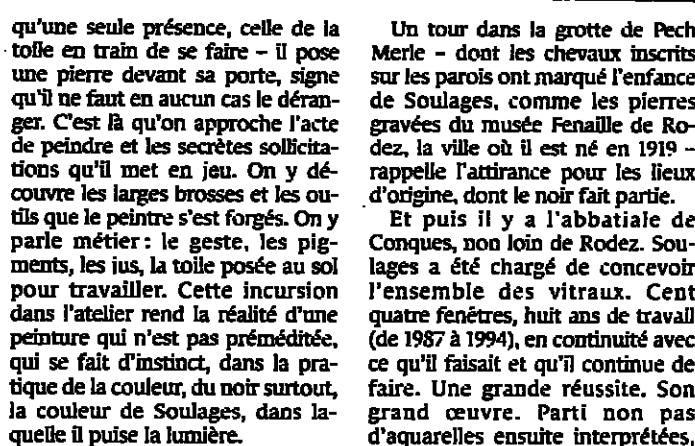 qu'une seule présence, celle de la
toile en train de se faire – il pose
une pierre devant sa porte, signe
qu'il ne faut en aucun cas le déran-
ger. C'est là qu'on approche l'acte
de peindre et les secrètes sollicita-
tions qu'il met en jeu. On y dé-
couvre les larges brosses et les ou-
tils que le peintre s'est forgés. On y
parle métier : le geste, les pig-
ments, les jus, la toile posée au sol
pour travailler. Cette incursion
dans l'atelier rend la réalité d'une
peinture qui n'est pas préméditée,
qui se fait d'instinct, dans la pra-
tique de la couleur, du noir surtout,
la couleur de Soulages, dans la-
quelle il puise la lumière.
Un tour dans la grotte de Pech
Merle – dont les chevaux inscrits
sur les parois ont marqué l'enfance
de Soulages, comme les pierres
gravées du musée Fenaille de Ro-
dez, la ville où il est né en 1919 –
rappelle l'attirance pour les lieux
d'origine, dont le noir fait partie.
Et puis il y a l'abbatiale de
Conques, non loin de Rodez. Sou-
lages a été chargé de concevoir
l'ensemble des vitraux. Cent
quatre fenêtres, huit ans de travail
(de 1987 à 1994), en continuité avec
ce qu'il faisait et qu'il continue de
faire. Une grande réussite. Son
grand œuvre. Parti non pas
d'aquarelles ensuite interprétées,